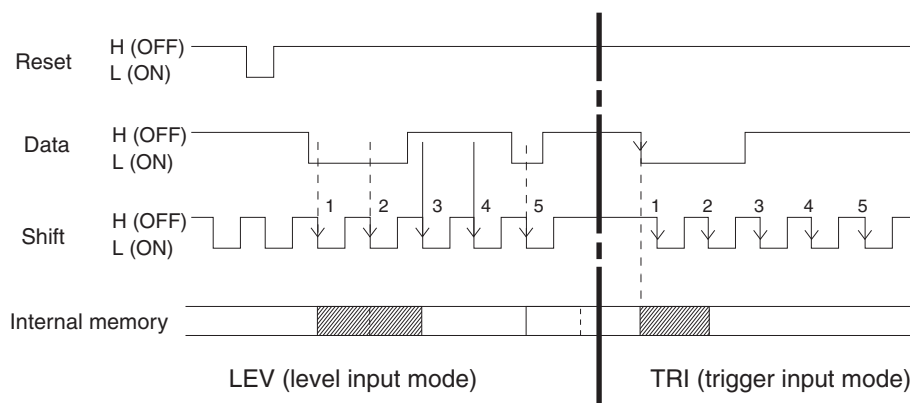 Reset H (OFF)
L (ON)
Data H (OFF)
L (ON)
Shift H (OFF)
L (ON)
1 2 3 4 5 1 2 3 4 5
Internal memory
LEV (level input mode) TRI (trigger input mode)